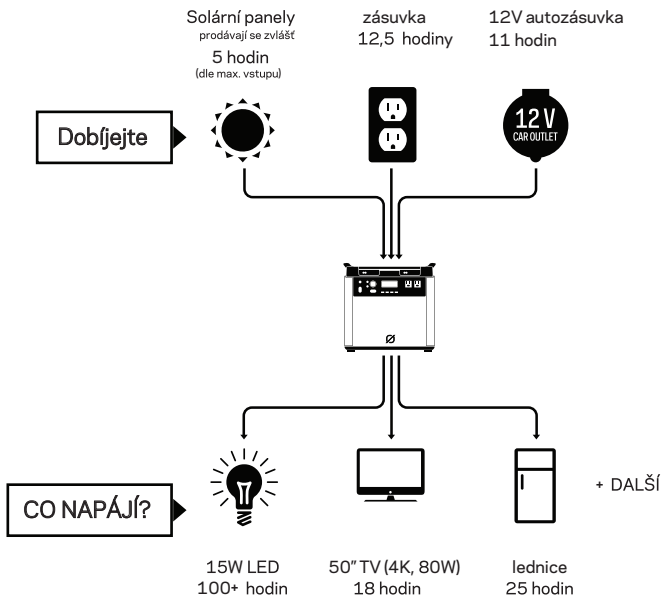 Solární panely
prodávají se zvlášť
5 hodin
(dle max. vstupu)
zásuvka
12,5 hodiny
12V autozásuvka
11 hodin
Dobíjejte
12 V
CAR OUTLET
CO NAPÁJÍ?
+ DALŠÍ
15W LED
100+ hodin
50" TV (4K, 80W)
18 hodin
lednice
25 hodin